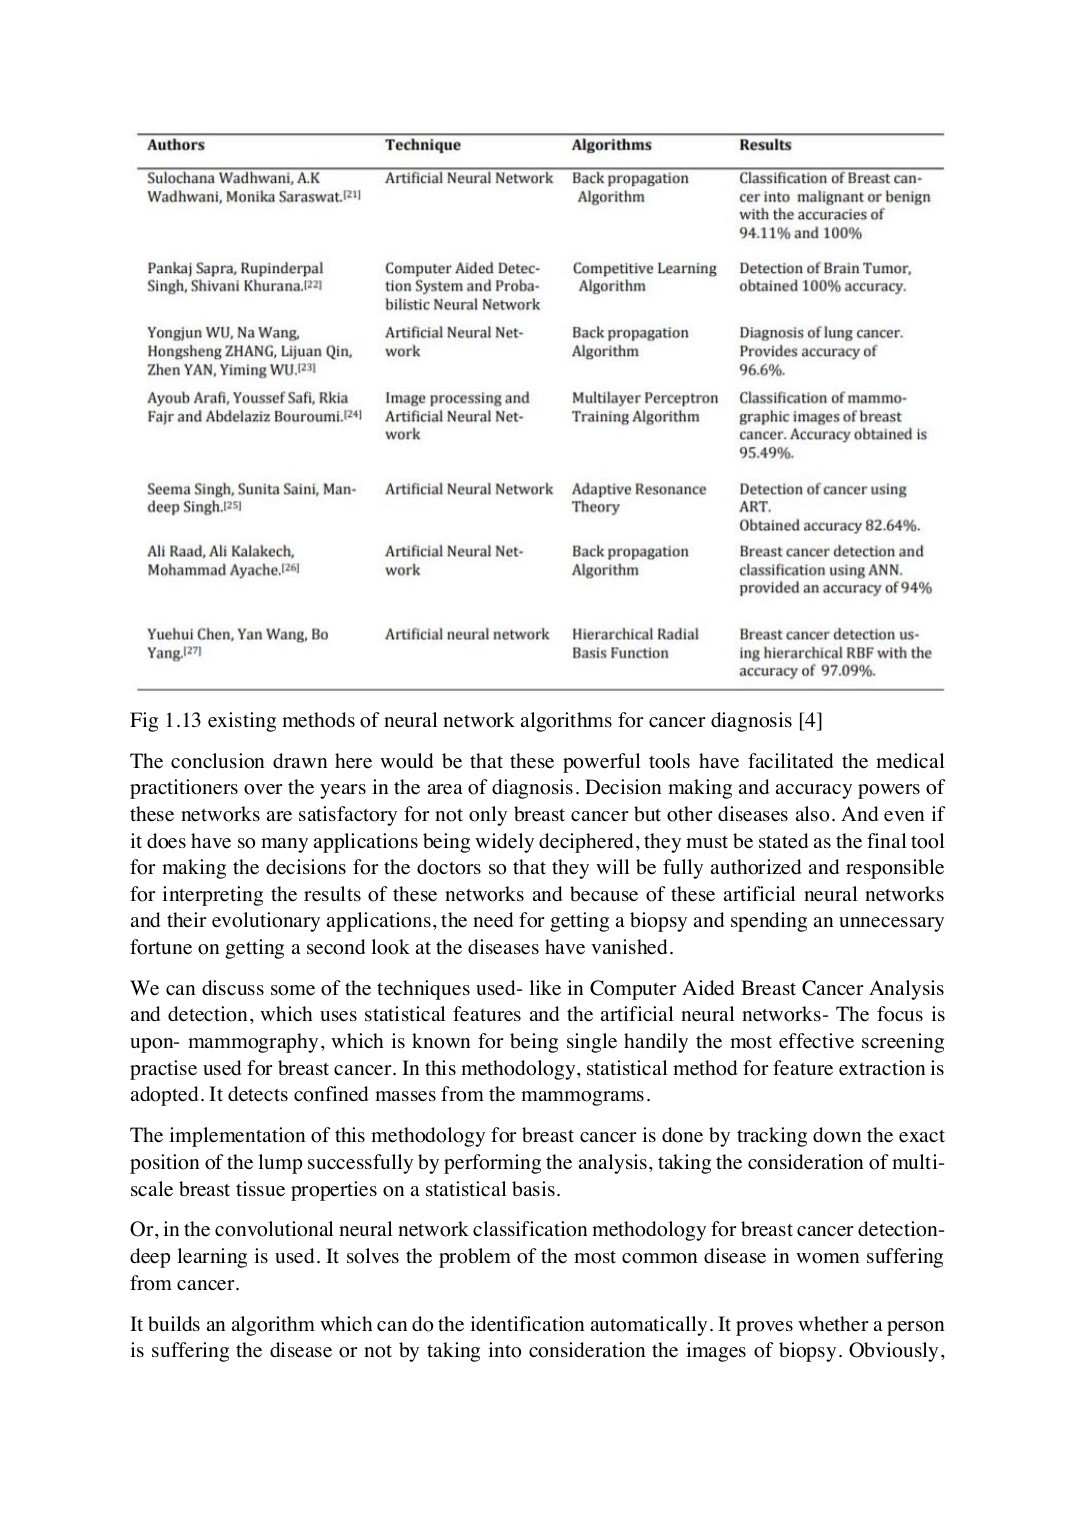 Authors Technique Algorithms Results
Sulochana Wadhwani, A.K Artificial Neural Network Back propagation Classification of Breast can-
Wadhwani, Monika Saraswat.[21] Algorithm cer into malignant or benign
with the accuracies of
94.11% and 100%
Pankaj Sapra, Rupinderpal Computer Aided Detec- Competitive Learning Detection of Brain Tumor,
Singh, Shivani Khurana.[22] tion System and Proba- Algorithm obtained 100% accuracy.
bilistic Neural Network
Yongjun WU, Na Wang, Artificial Neural Net- Back propagation Diagnosis of lung cancer.
Hongsheng ZHANG, Lijuan Qin, work Algorithm Provides accuracy of
Zhen YAN, Yiming WU.[23] 96.6%.
Ayoub Arafi, Youssef Safi, Rkia Image processing and Multilayer Perceptron Classification of mammo-
Fajr and Abdelaziz Bouroumi.[24] Artificial Neural Net- Training Algorithm graphic images of breast
work cancer. Accuracy obtained is
95.49%.
Seema Singh, Sunita Saini, Man- Artificial Neural Network Adaptive Resonance Detection of cancer using
deep Singh.[25] Theory ART.
Obtained accuracy 82.64%.
Ali Raad, Ali Kalakech, Artificial Neural Net- Back propagation Breast cancer detection and
Mohammad Ayache.[26] work Algorithm classification using ANN.
provided an accuracy of 94%
Yuehui Chen, Yan Wang, Bo Artificial neural network Hierarchical Radial Breast cancer detection us-
Yang.[27] Basis Function ing hierarchical RBF with the
accuracy of 97.09%.
Fig 1.13 existing methods of neural network algorithms for cancer diagnosis [4]
The conclusion drawn here would be that these powerful tools have facilitated the medical
practitioners over the years in the area of diagnosis. Decision making and accuracy powers of
these networks are satisfactory for not only breast cancer but other diseases also. And even if
it does have so many applications being widely deciphered, they must be stated as the final tool
for making the decisions for the doctors so that they will be fully authorized and responsible
for interpreting the results of these networks and because of these artificial neural networks
and their evolutionary applications, the need for getting a biopsy and spending an unnecessary
fortune on getting a second look at the diseases have vanished.
We can discuss some of the techniques used- like in Computer Aided Breast Cancer Analysis
and detection, which uses statistical features and the artificial neural networks- The focus is
upon- mammography, which is known for being single handily the most effective screening
practise used for breast cancer. In this methodology, statistical method for feature extraction is
adopted. It detects confined masses from the mammograms.
The implementation of this methodology for breast cancer is done by tracking down the exact
position of the lump successfully by performing the analysis, taking the consideration of multi-
scale breast tissue properties on a statistical basis.
Or, in the convolutional neural network classification methodology for breast cancer detection-
deep learning is used. It solves the problem of the most common disease in women suffering
from cancer.
It builds an algorithm which can do the identification automatically. It proves whether a person
is suffering the disease or not by taking into consideration the images of biopsy. Obviously,